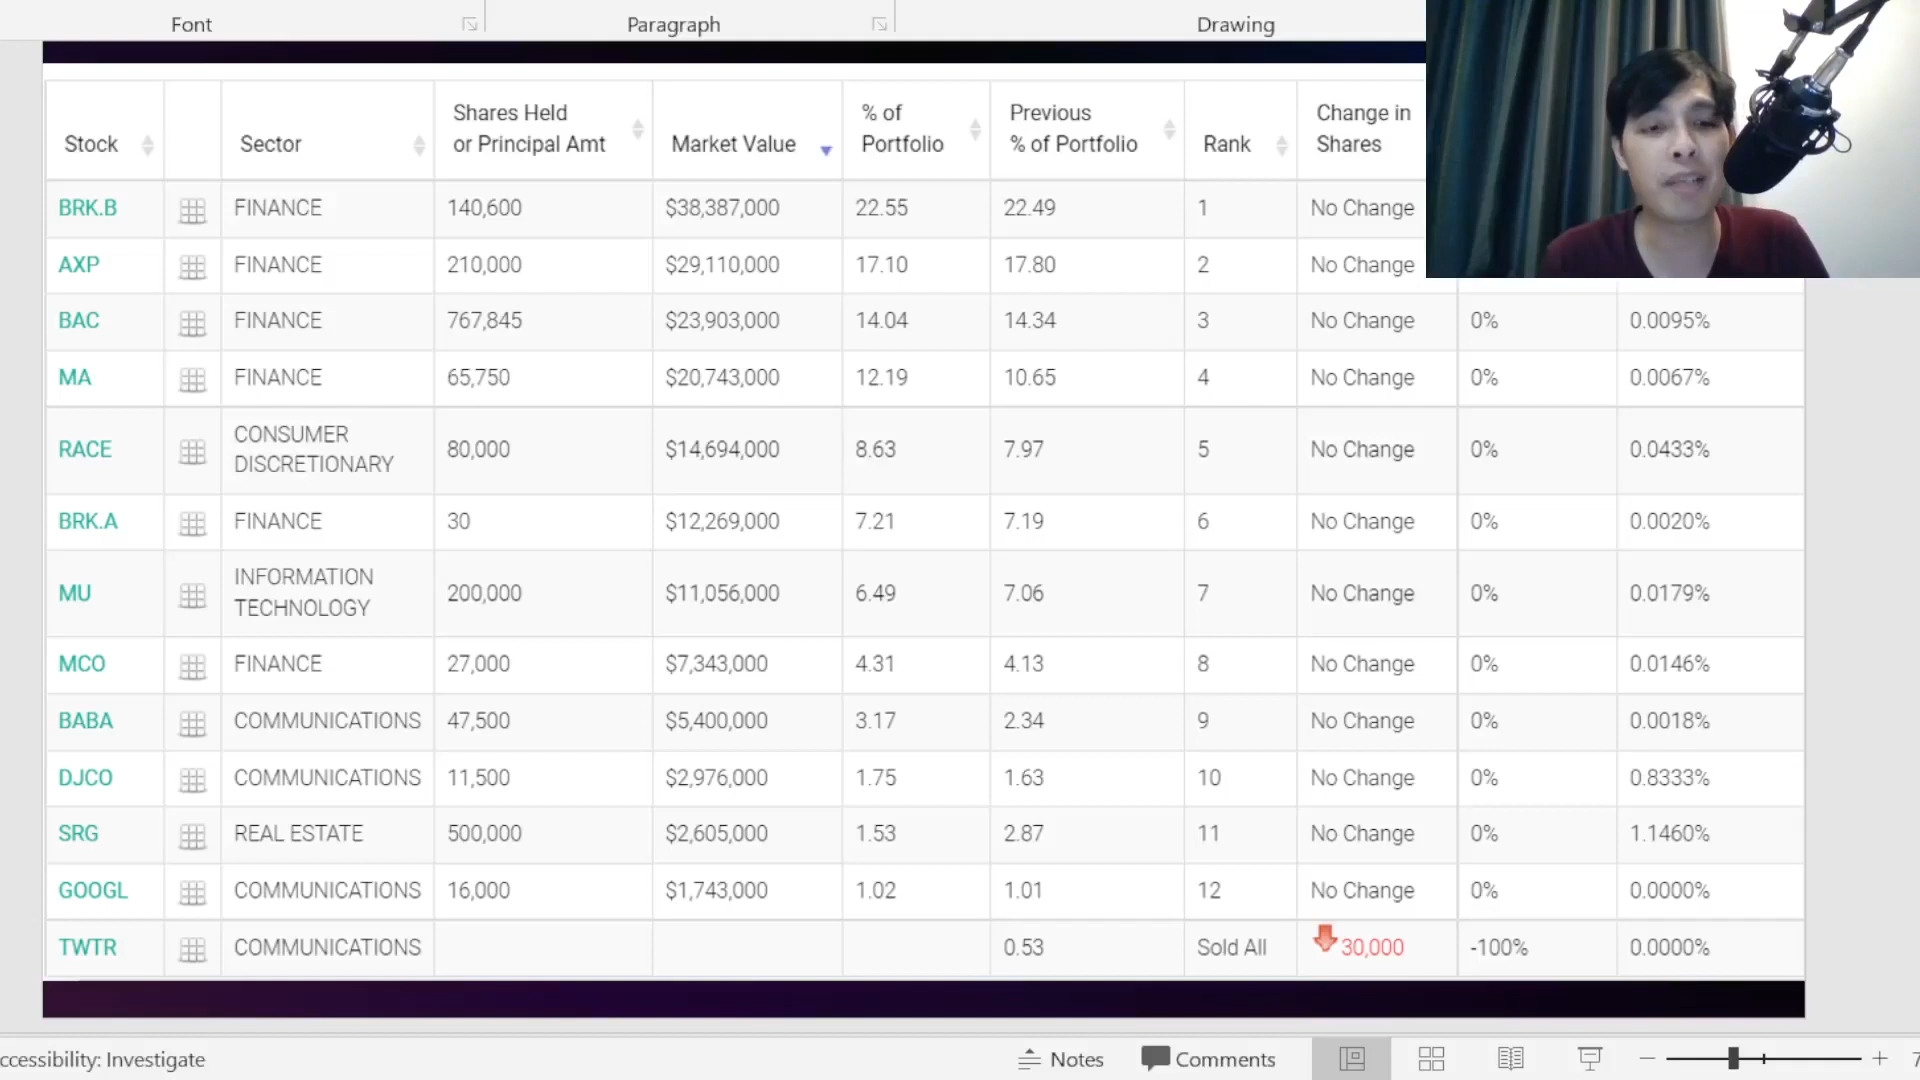 Font Paragraph Drawing
Stock Sector Shares Held or Principal Amt Market Value % of Portfolio Previous % of Portfolio Rank Change in Shares
BRK.B FINANCE 140,600 $38,387,000 22.55 22.49 1 No Change
AXP FINANCE 210,000 $29,110,000 17.10 17.80 2 No Change
BAC FINANCE 767,845 $23,903,000 14.04 14.34 3 No Change 0% 0.0095%
MA FINANCE 65,750 $20,743,000 12.19 10.65 4 No Change 0% 0.0067%
RACE CONSUMER DISCRETIONARY 80,000 $14,694,000 8.63 7.97 5 No Change 0% 0.0433%
BRK.A FINANCE 30 $12,269,000 7.21 7.19 6 No Change 0% 0.0020%
MU INFORMATION TECHNOLOGY 200,000 $11,056,000 6.49 7.06 7 No Change 0% 0.0179%
MCO FINANCE 27,000 $7,343,000 4.31 4.13 8 No Change 0% 0.0146%
BABA COMMUNICATIONS 47,500 $5,400,000 3.17 2.34 9 No Change 0% 0.0018%
DJCO COMMUNICATIONS 11,500 $2,976,000 1.75 1.63 10 No Change 0% 0.8333%
SRG REAL ESTATE 500,000 $2,605,000 1.53 2.87 11 No Change 0% 1.1460%
GOOGL COMMUNICATIONS 16,000 $1,743,000 1.02 1.01 12 No Change 0% 0.0000%
TWTR COMMUNICATIONS 0.53 Sold All 30,000 -100% 0.0000%
ccessibility: Investigate Notes Comments 7